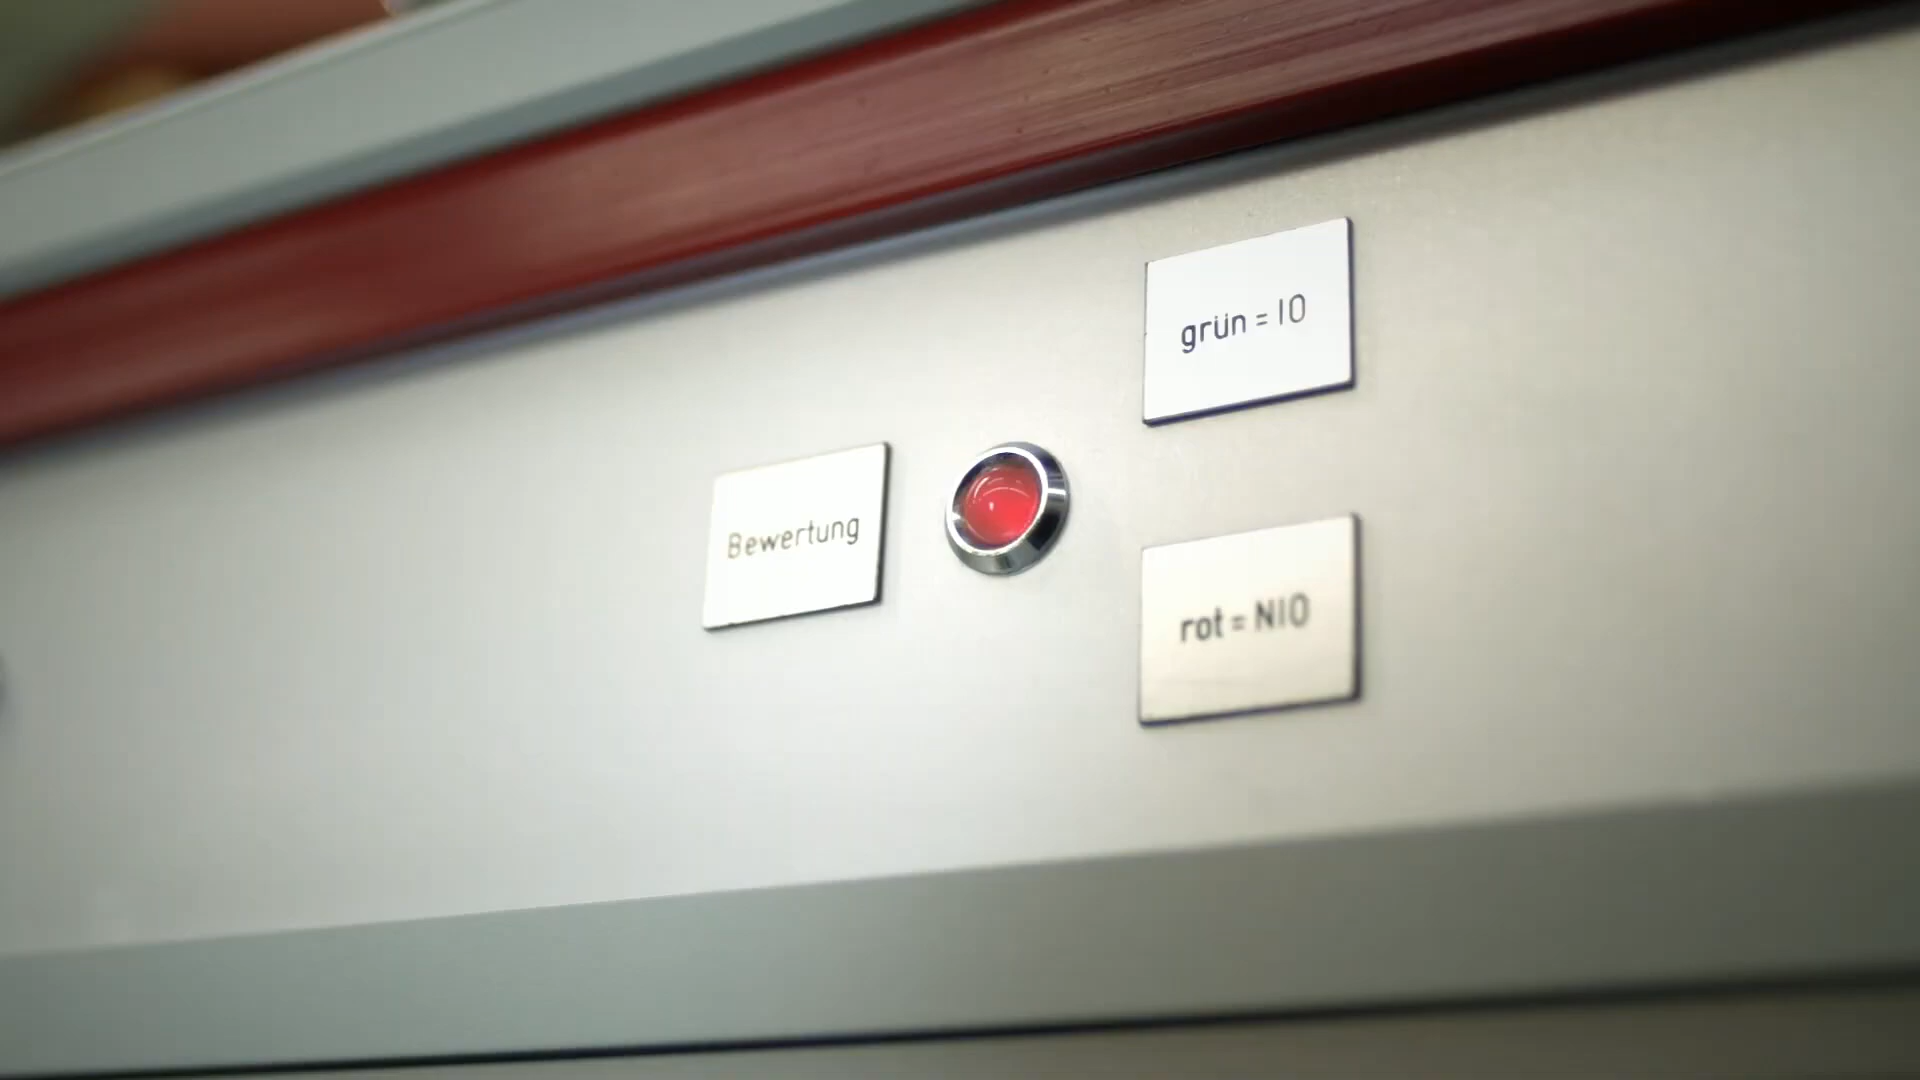 Bewertung
grün = IO
rot = NIO